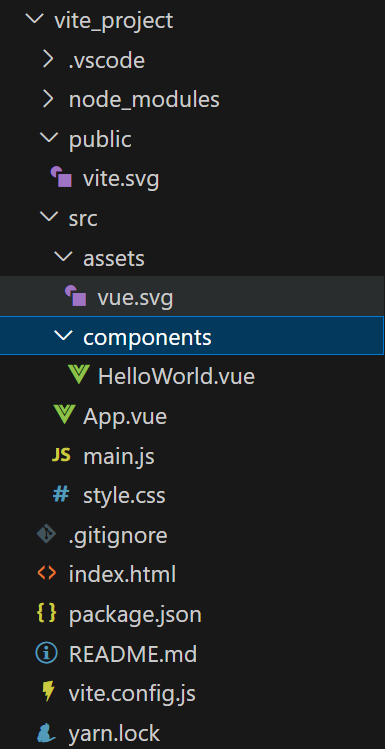 vite_project
.vscode
node_modules
public
vite.svg
src
assets
vue.svg
components
HelloWorld.vue
App.vue
JS main.js
# style.css
.gitignore
<> index.html
{ } package.json
README.md
vite.config.js
yarn.lock